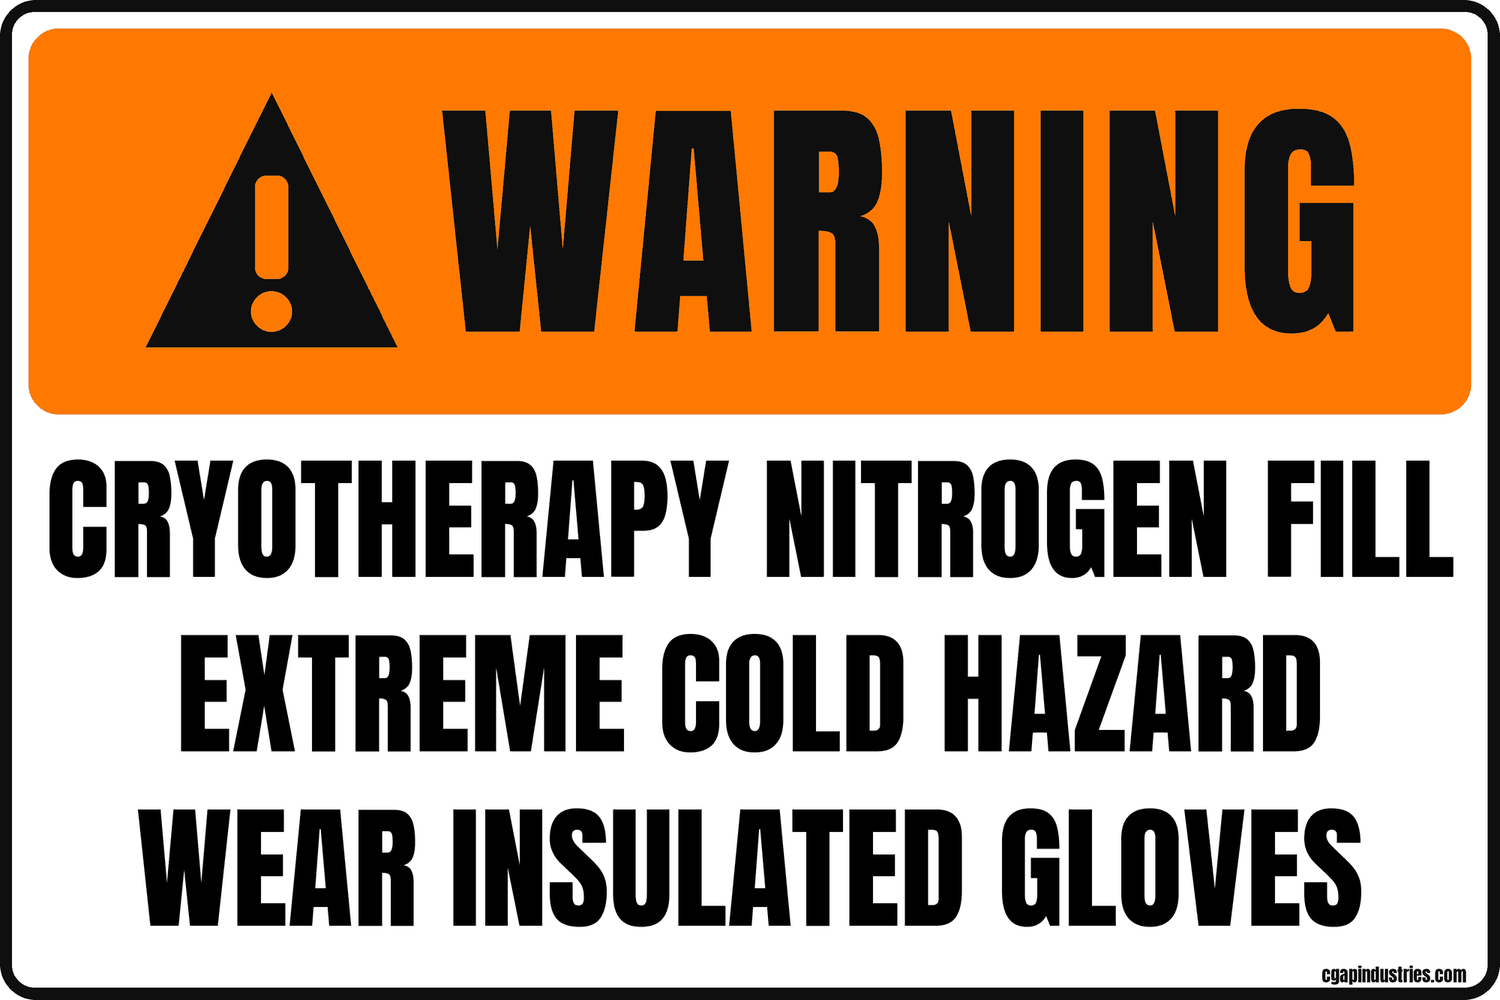 WARNING
CRYOTHERAPY NITROGEN FILL
EXTREME COLD HAZARD
WEAR INSULATED GLOVES
cgapindustries.com